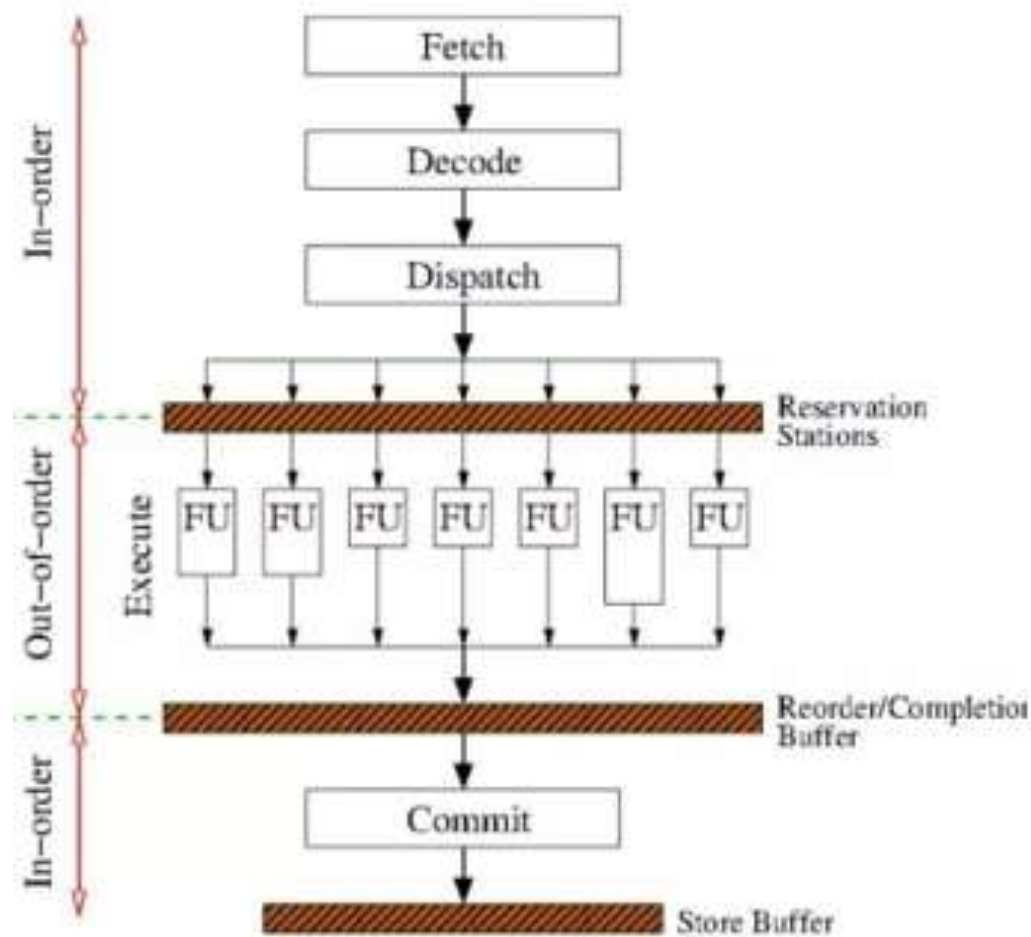 Fetch
Decode
Dispatch
In-order
Reservation
Stations
Out-of-order
Execute
FU FU FU FU FU FU FU
Reorder/Completion
Buffer
In-order
Commit
Store Buffer